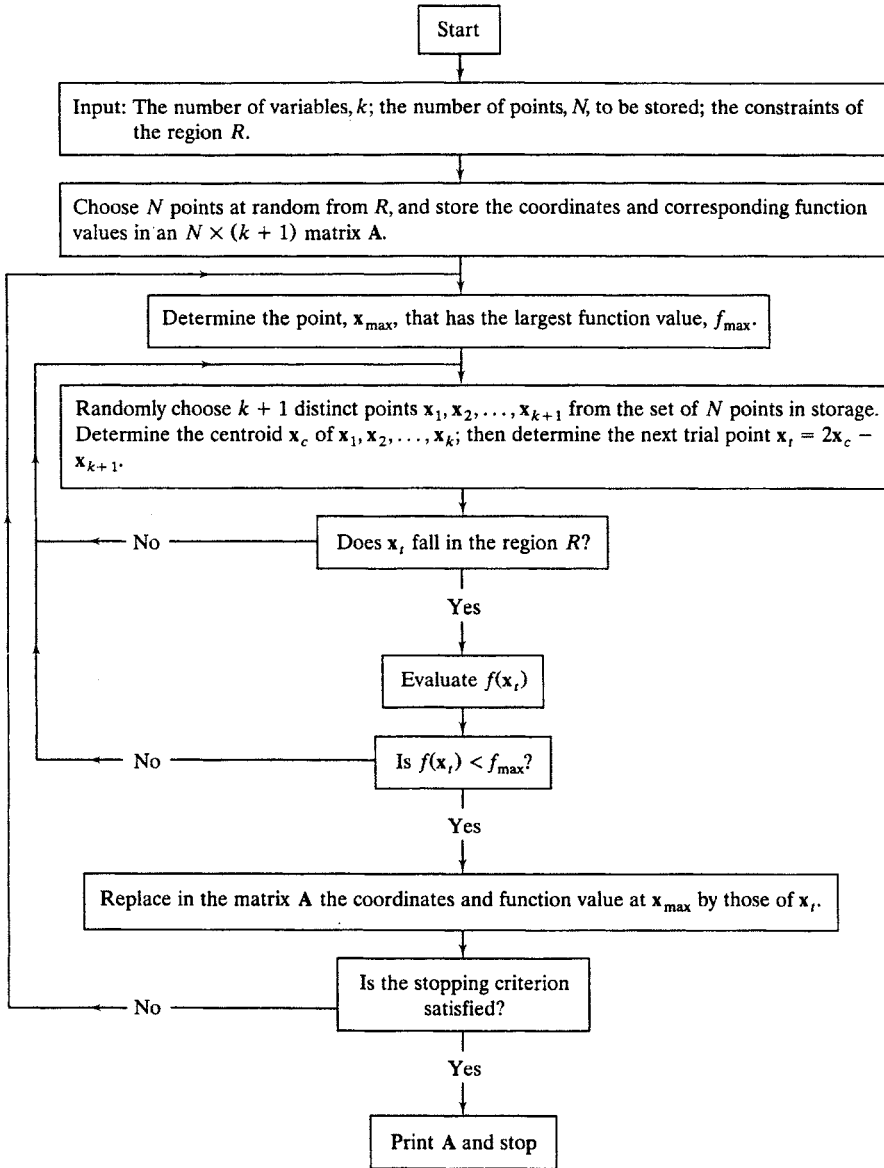 Start
Input: The number of variables, k; the number of points, N, to be stored; the constraints of
the region R.
Choose N points at random from R, and store the coordinates and corresponding function
values in an N × (k + 1) matrix A.
Determine the point, x_max, that has the largest function value, f_max.
Randomly choose k + 1 distinct points x_1, x_2, . . . , x_{k+1} from the set of N points in storage.
Determine the centroid x_c of x_1, x_2, . . . , x_k; then determine the next trial point x_t = 2x_c −
x_{k+1}.
No
Does x_t fall in the region R?
Yes
Evaluate f(x_t)
No
Is f(x_t) < f_max?
Yes
Replace in the matrix A the coordinates and function value at x_max by those of x_t.
Is the stopping criterion
satisfied?
No
Yes
Print A and stop